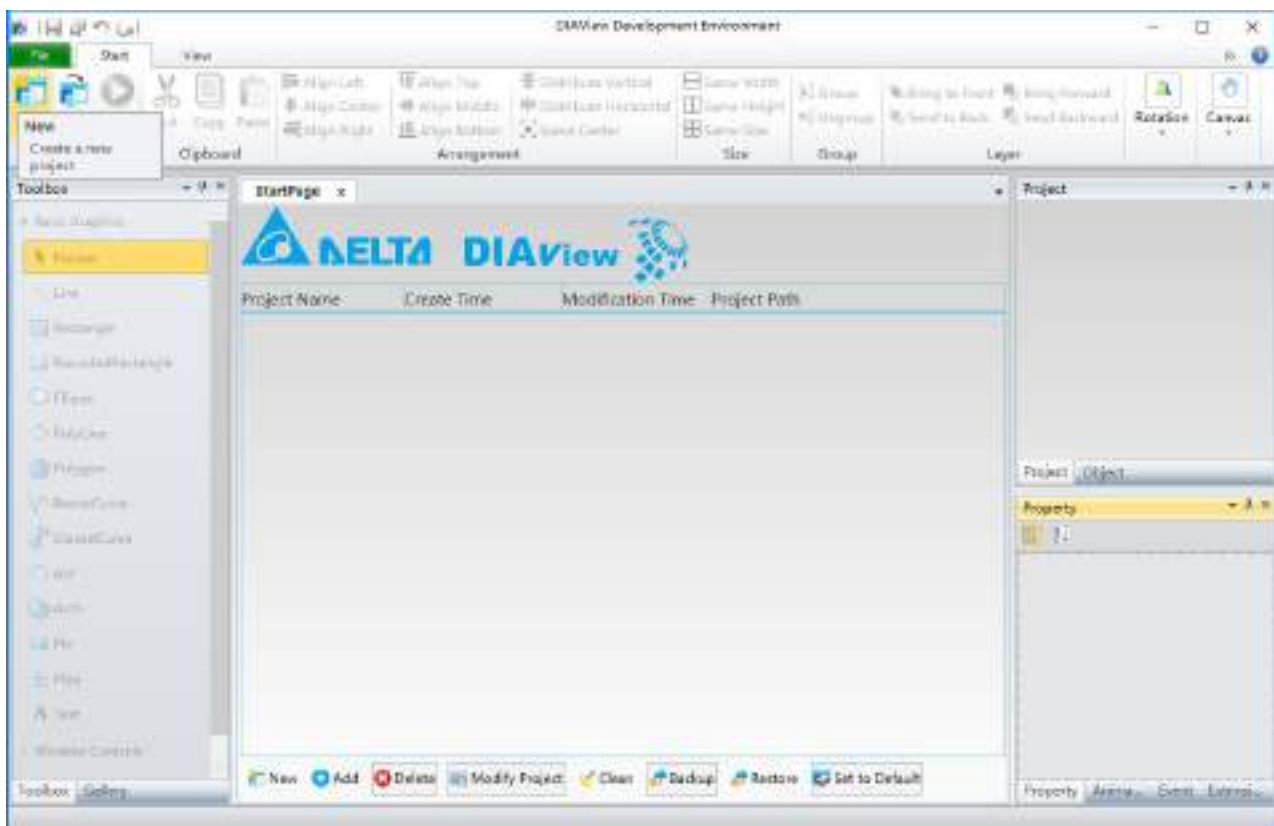 DIAView Development Environment
File Start View
Align Left Align Top Distribute Vertical Same Width
Group Bring to Front Bring Forward
Align Center Align Middle Distribute Horizontal Same Height
Copy Paste
Ungroup Send to Back Send Backward Rotation Canvas
Align Right Align Bottom Same Center Same Size
New
Create a new
project
Clipboard Arrangement Size Group Layer
Toolbox
StartPage x
Project
Basic Graphics
Pointer
DELTA DIAView
Line
Project Name Create Time Modification Time Project Path
Rectangle
RoundedRectangle
Ellipse
PolyLine
Polygon
Project Object
BezierCurve
Property
ClosedCurve
Pie
Pipe
Text
Windows Controls
New Add Delete Modify Project Clean Backup Restore Set to Default
Toolbox Gallery
Property Anima... Event Extensi...